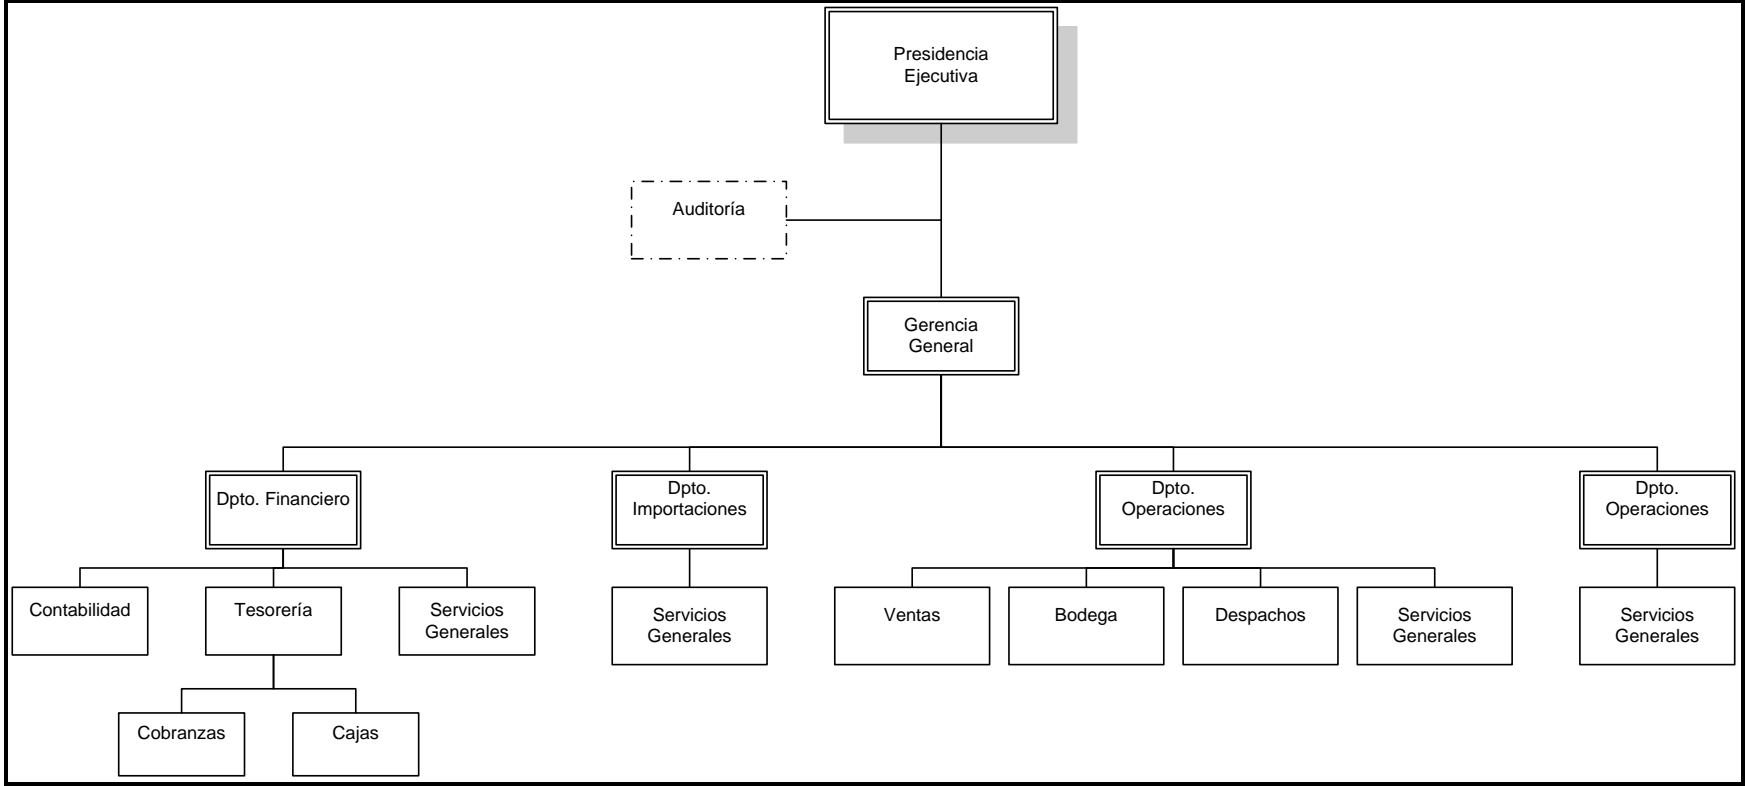 Presidencia
Ejecutiva
Auditoría
Gerencia
General
Dpto. Financiero
Dpto.
Importaciones
Dpto.
Operaciones
Dpto.
Operaciones
Contabilidad
Tesorería
Servicios
Generales
Servicios
Generales
Ventas
Bodega
Despachos
Servicios
Generales
Servicios
Generales
Cobranzas
Cajas